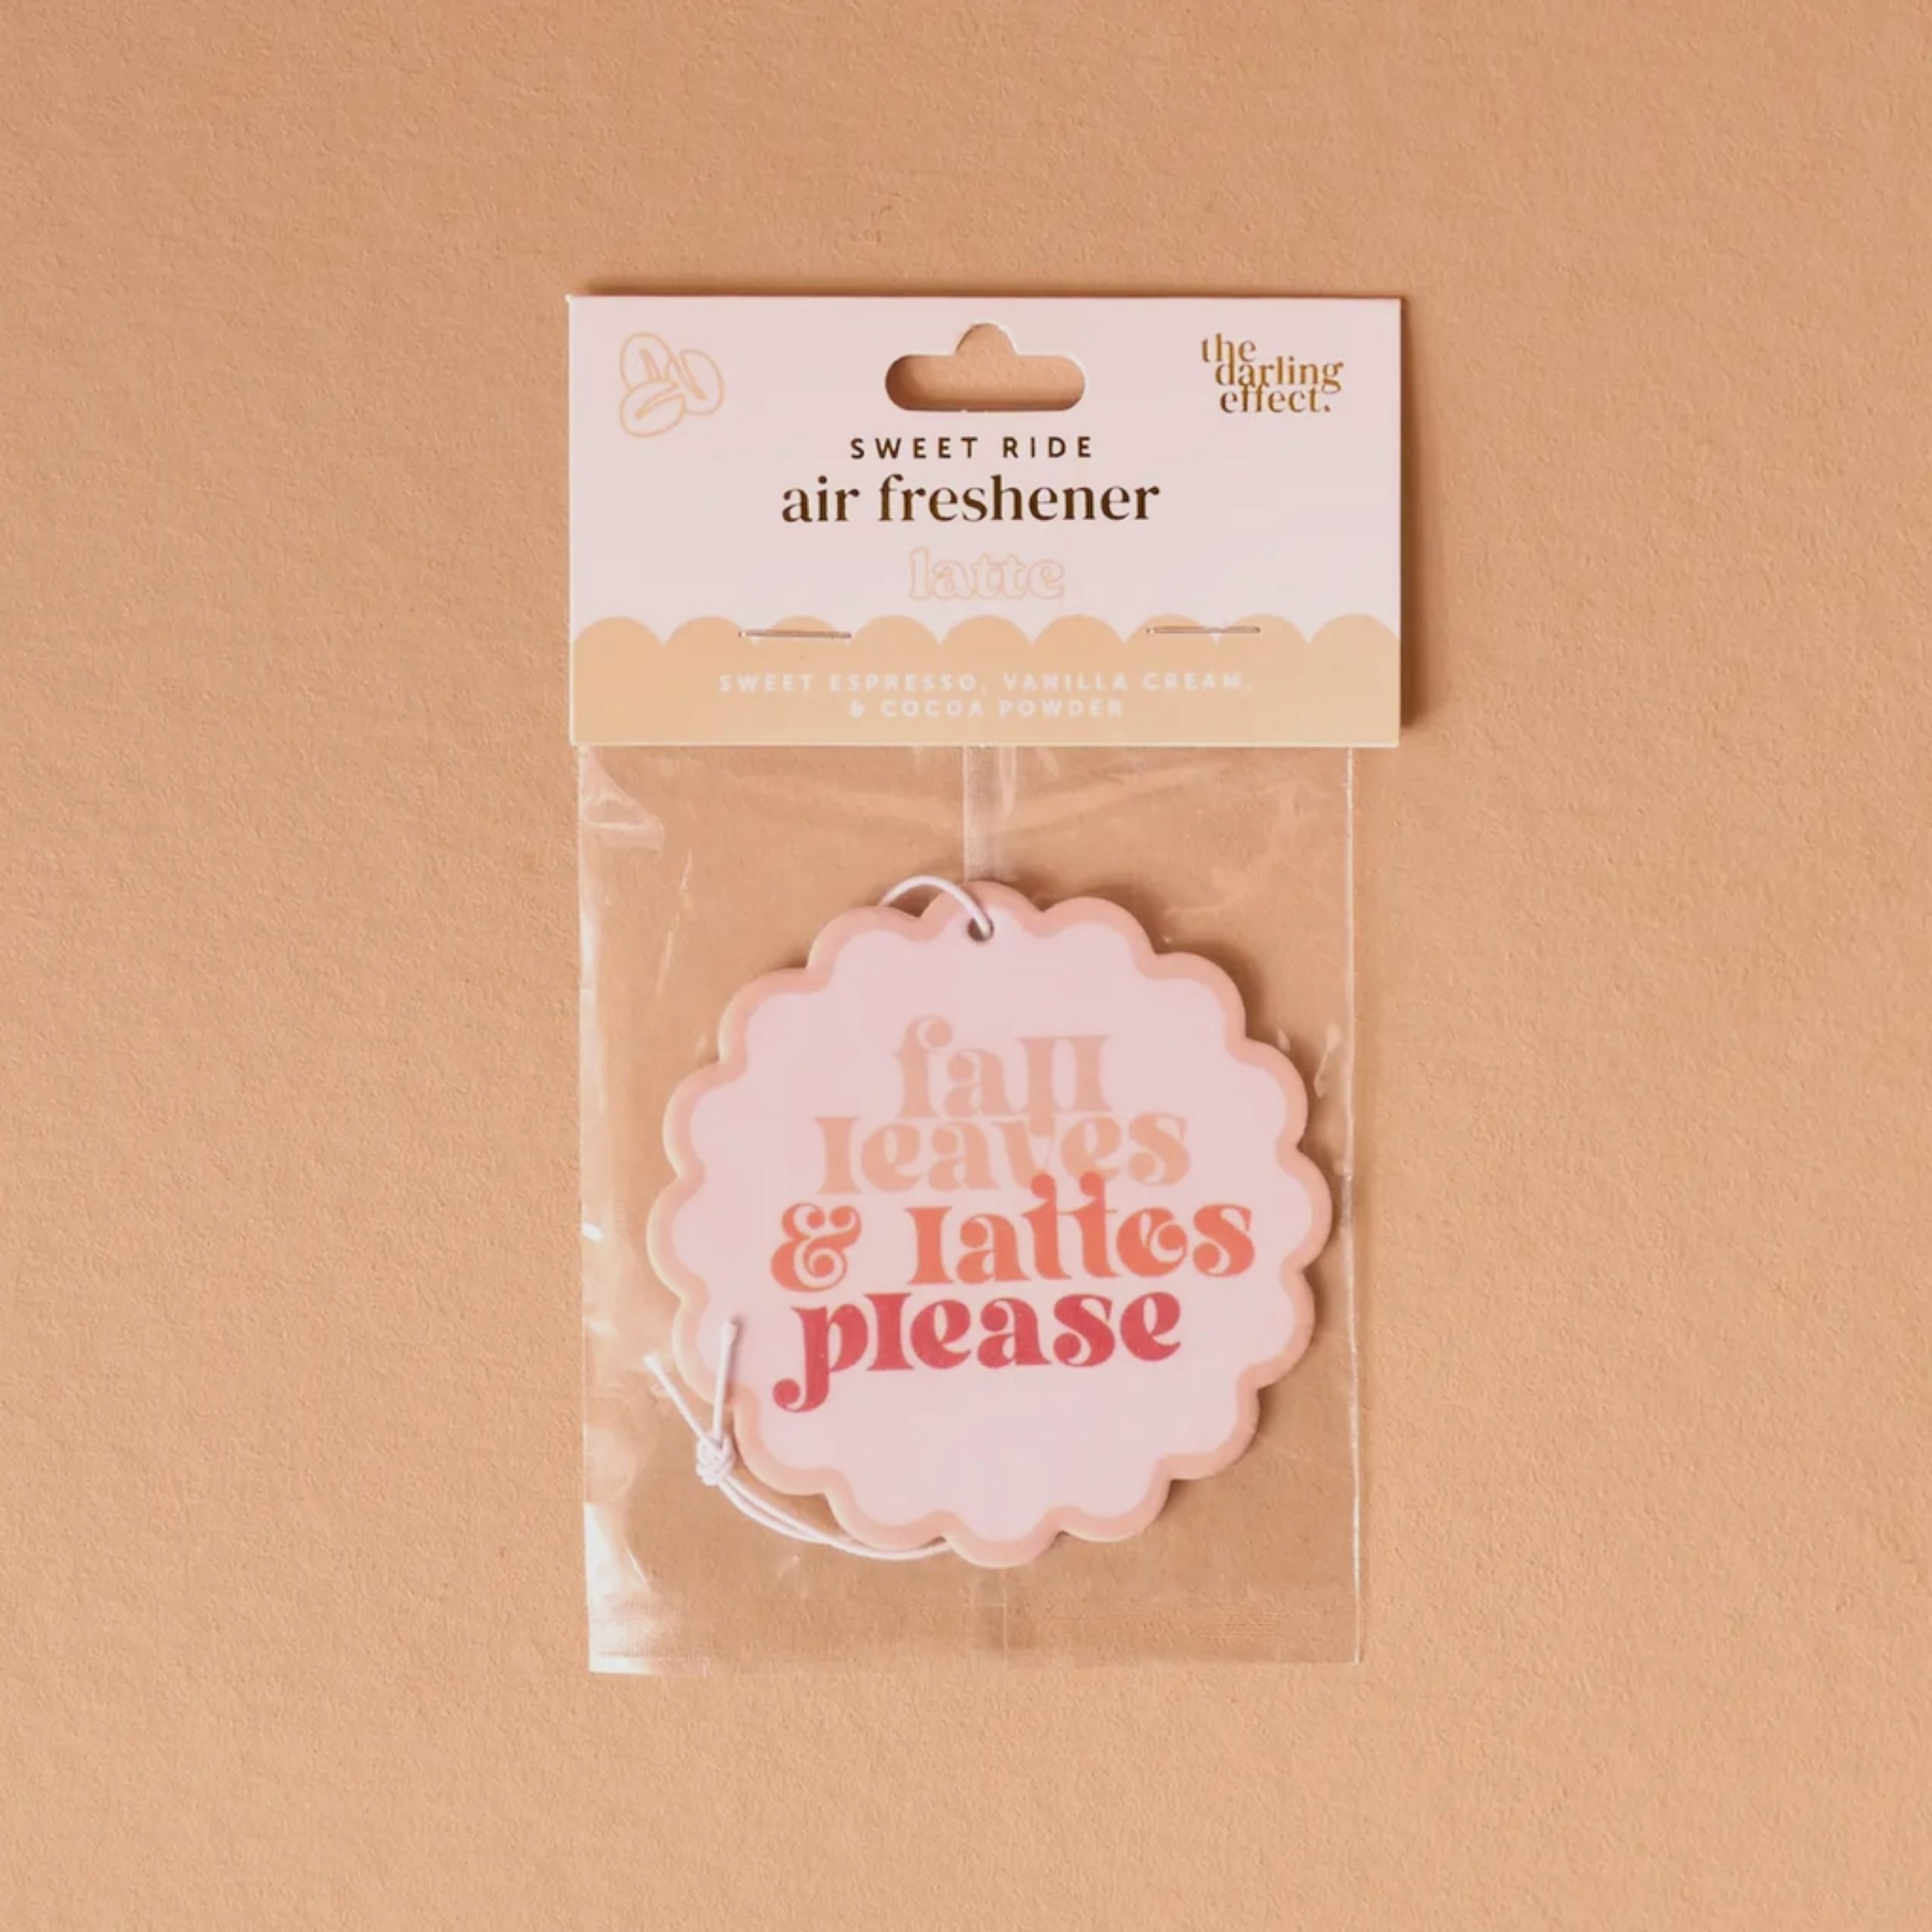 the
darling
effect.
SWEET RIDE
air freshener
latte
SWEET ESPRESSO, VANILLA CREAM,
& COCOA POWDER
fall
leaves
& lattes
please